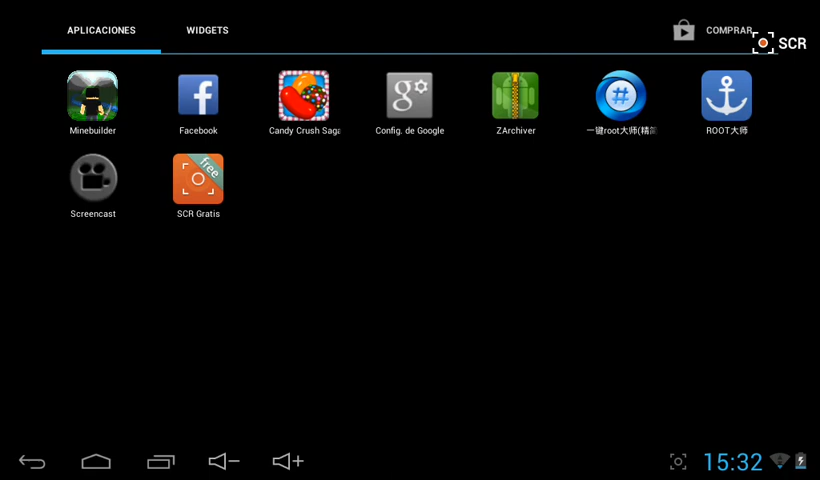 APLICACIONES WIDGETS COMPRAR SCR
Minebuilder Facebook Candy Crush Saga Config. de Google ZArchiver 一键root大师(精简 ROOT大师
free
Screencast SCR Gratis
15:32